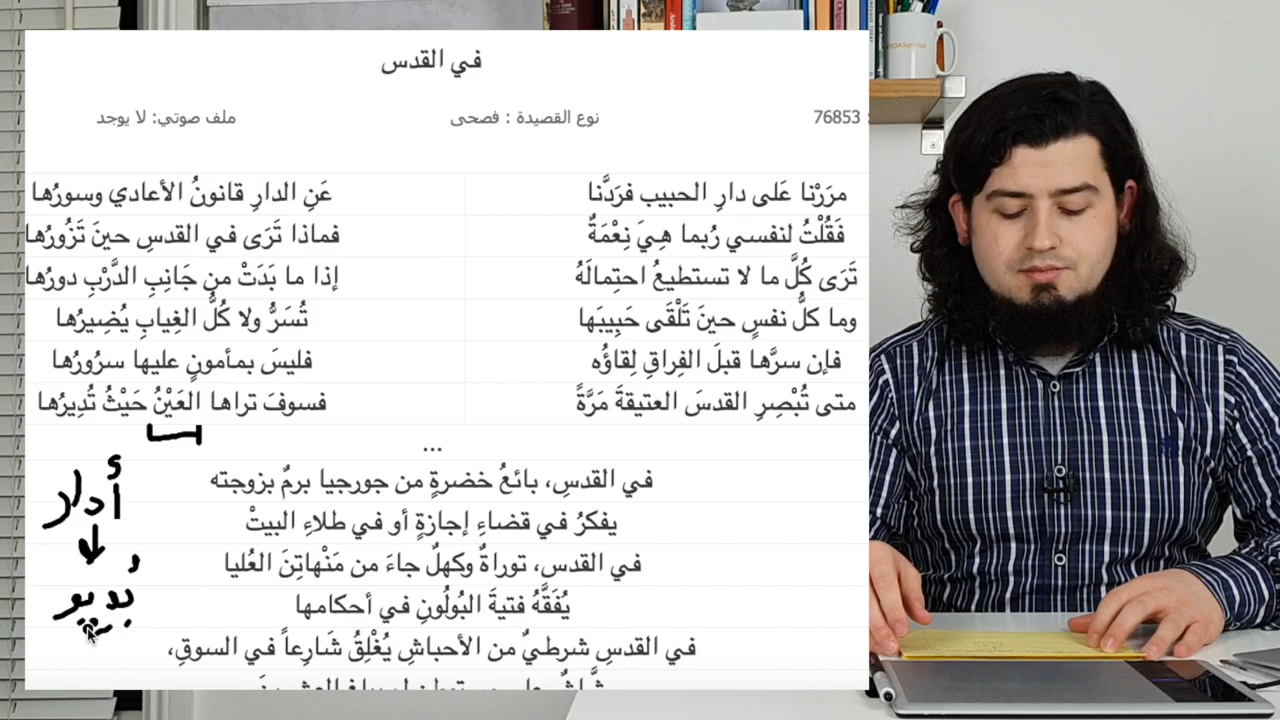 في القدس
76853 نوع القصيدة : فصحى ملف صوتي: لا يوجد
مرَرْنا عَلى دارِ الحبيب فرَدَّنا عَنِ الدارِ قانونُ الأعادي وسورُها
فَقُلْتُ لنفسي رُبما هِيَ نِعْمَةٌ فماذا تَرَى في القدسِ حينَ تَزُورُها
تَرَى كُلَّ ما لا تستطيعُ احتِمالَهُ إذا ما بَدَتْ من جَانِبِ الدَّرْبِ دورُها
وما كلُّ نفسٍ حينَ تَلْقَى حَبِيبَها تُسَرُّ ولا كُلُّ الغِيابِ يُضِيرُها
فإن سرَّها قبلَ الفِراقِ لِقاؤُه فليسَ بمأمونٍ عليها سرُورُها
متى تُبْصِرِ القدسَ العتيقةَ مَرَّةً فسوفَ تراها العَيْنُ حَيْثُ تُدِيرُها
...
في القدسِ، بائعُ خضرةٍ من جورجيا برمٌ بزوجته
يفكرُ في قضاءِ إجازةٍ أو في طلاءِ البيتْ
في القدس، توراةٌ وكهلٌ جاءَ من مَنْهاتِنَ العُليا
يُفَقَّهُ فتيةَ البُولُونِ في أحكامها
في القدسِ شرطيٌ من الأحباشِ يُغْلِقُ شَارِعاً في السوقِ،
أدار
يُدير